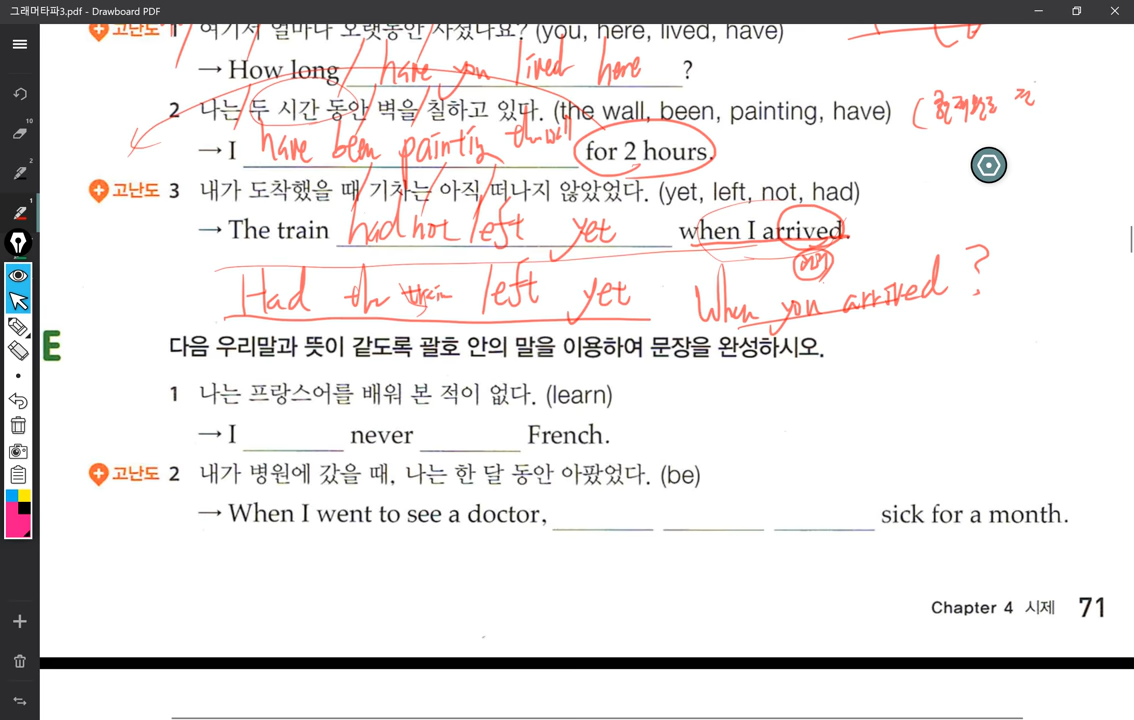 그래머타파3.pdf - Drawboard PDF
고난도 1 여기서 얼마나 오랫동안 사셨나요? (you, here, lived, have)
→ How long have you lived here ?
2 나는 두 시간 동안 벽을 칠하고 있다. (the wall, been, painting, have)
→ I have been painting the wall for 2 hours.
고난도 3 내가 도착했을 때 기차는 아직 떠나지 않았었다. (yet, left, not, had)
→ The train had not left yet when I arrived.
Had the train left yet When you arrived ?
E 다음 우리말과 뜻이 같도록 괄호 안의 말을 이용하여 문장을 완성하시오.
1 나는 프랑스어를 배워 본 적이 없다. (learn)
→ I never French.
고난도 2 내가 병원에 갔을 때, 나는 한 달 동안 아팠었다. (be)
→ When I went to see a doctor, sick for a month.
Chapter 4 시제 71
10
2
1